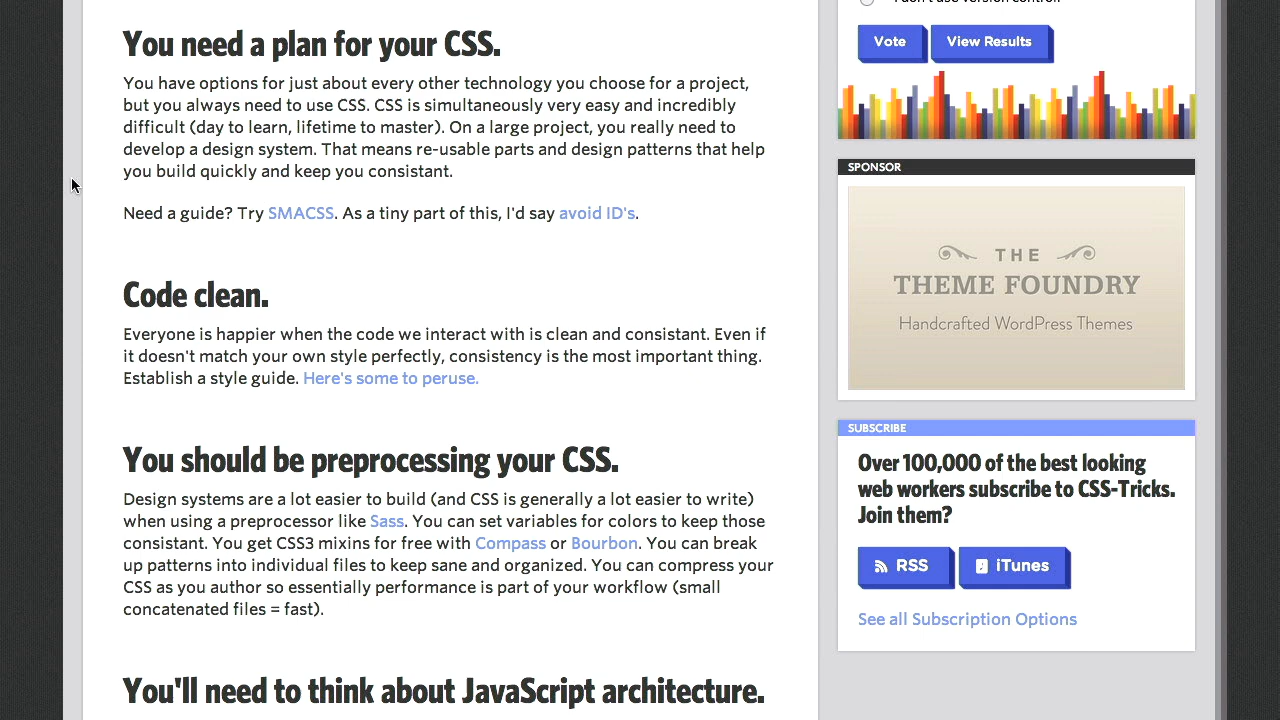 You need a plan for your CSS.
You have options for just about every other technology you choose for a project,
but you always need to use CSS. CSS is simultaneously very easy and incredibly
difficult (day to learn, lifetime to master). On a large project, you really need to
develop a design system. That means re-usable parts and design patterns that help
you build quickly and keep you consistant.
Need a guide? Try SMACSS. As a tiny part of this, I'd say avoid ID's.
Code clean.
Everyone is happier when the code we interact with is clean and consistant. Even if
it doesn't match your own style perfectly, consistency is the most important thing.
Establish a style guide. Here's some to peruse.
You should be preprocessing your CSS.
Design systems are a lot easier to build (and CSS is generally a lot easier to write)
when using a preprocessor like Sass. You can set variables for colors to keep those
consistant. You get CSS3 mixins for free with Compass or Bourbon. You can break
up patterns into individual files to keep sane and organized. You can compress your
CSS as you author so essentially performance is part of your workflow (small
concatenated files = fast).
You'll need to think about JavaScript architecture.
I don't use version control.
Vote
View Results
SPONSOR
THE
THEME FOUNDRY
Handcrafted WordPress Themes
SUBSCRIBE
Over 100,000 of the best looking
web workers subscribe to CSS-Tricks.
Join them?
RSS
iTunes
See all Subscription Options